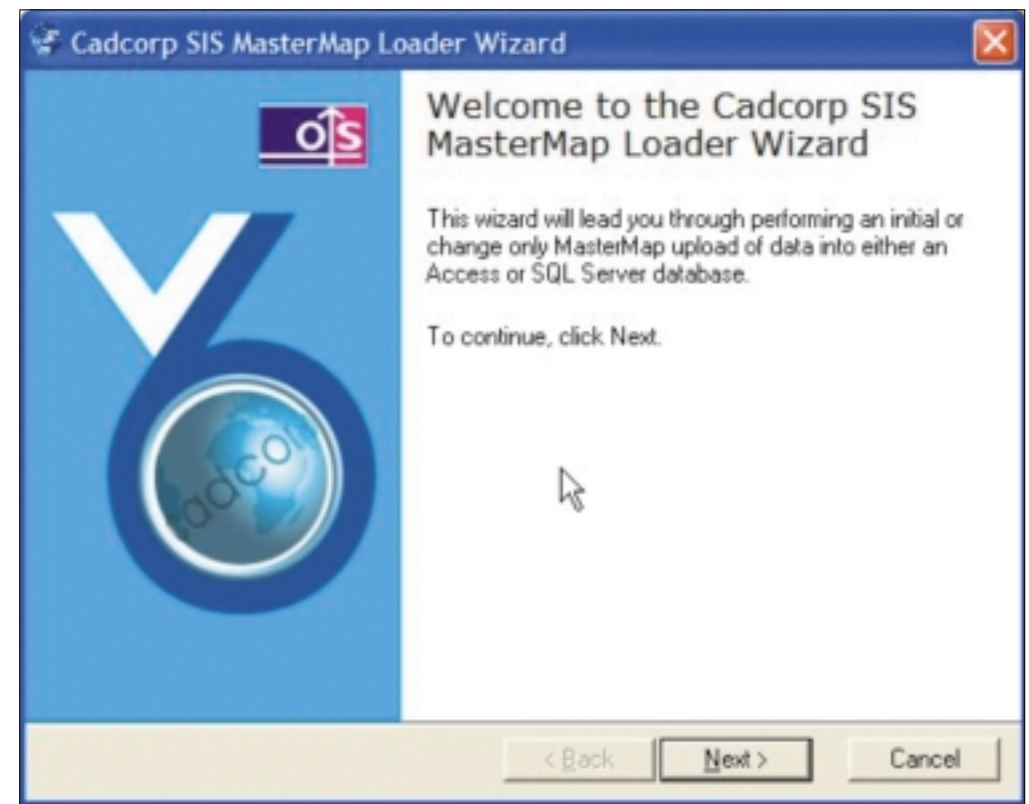 Cadcorp SIS MasterMap Loader Wizard
OS
Welcome to the Cadcorp SIS
MasterMap Loader Wizard
This wizard will lead you through performing an initial or
change only MasterMap upload of data into either an
Access or SQL Server database.
To continue, click Next.
V6
cadcorp
< Back
Next >
Cancel